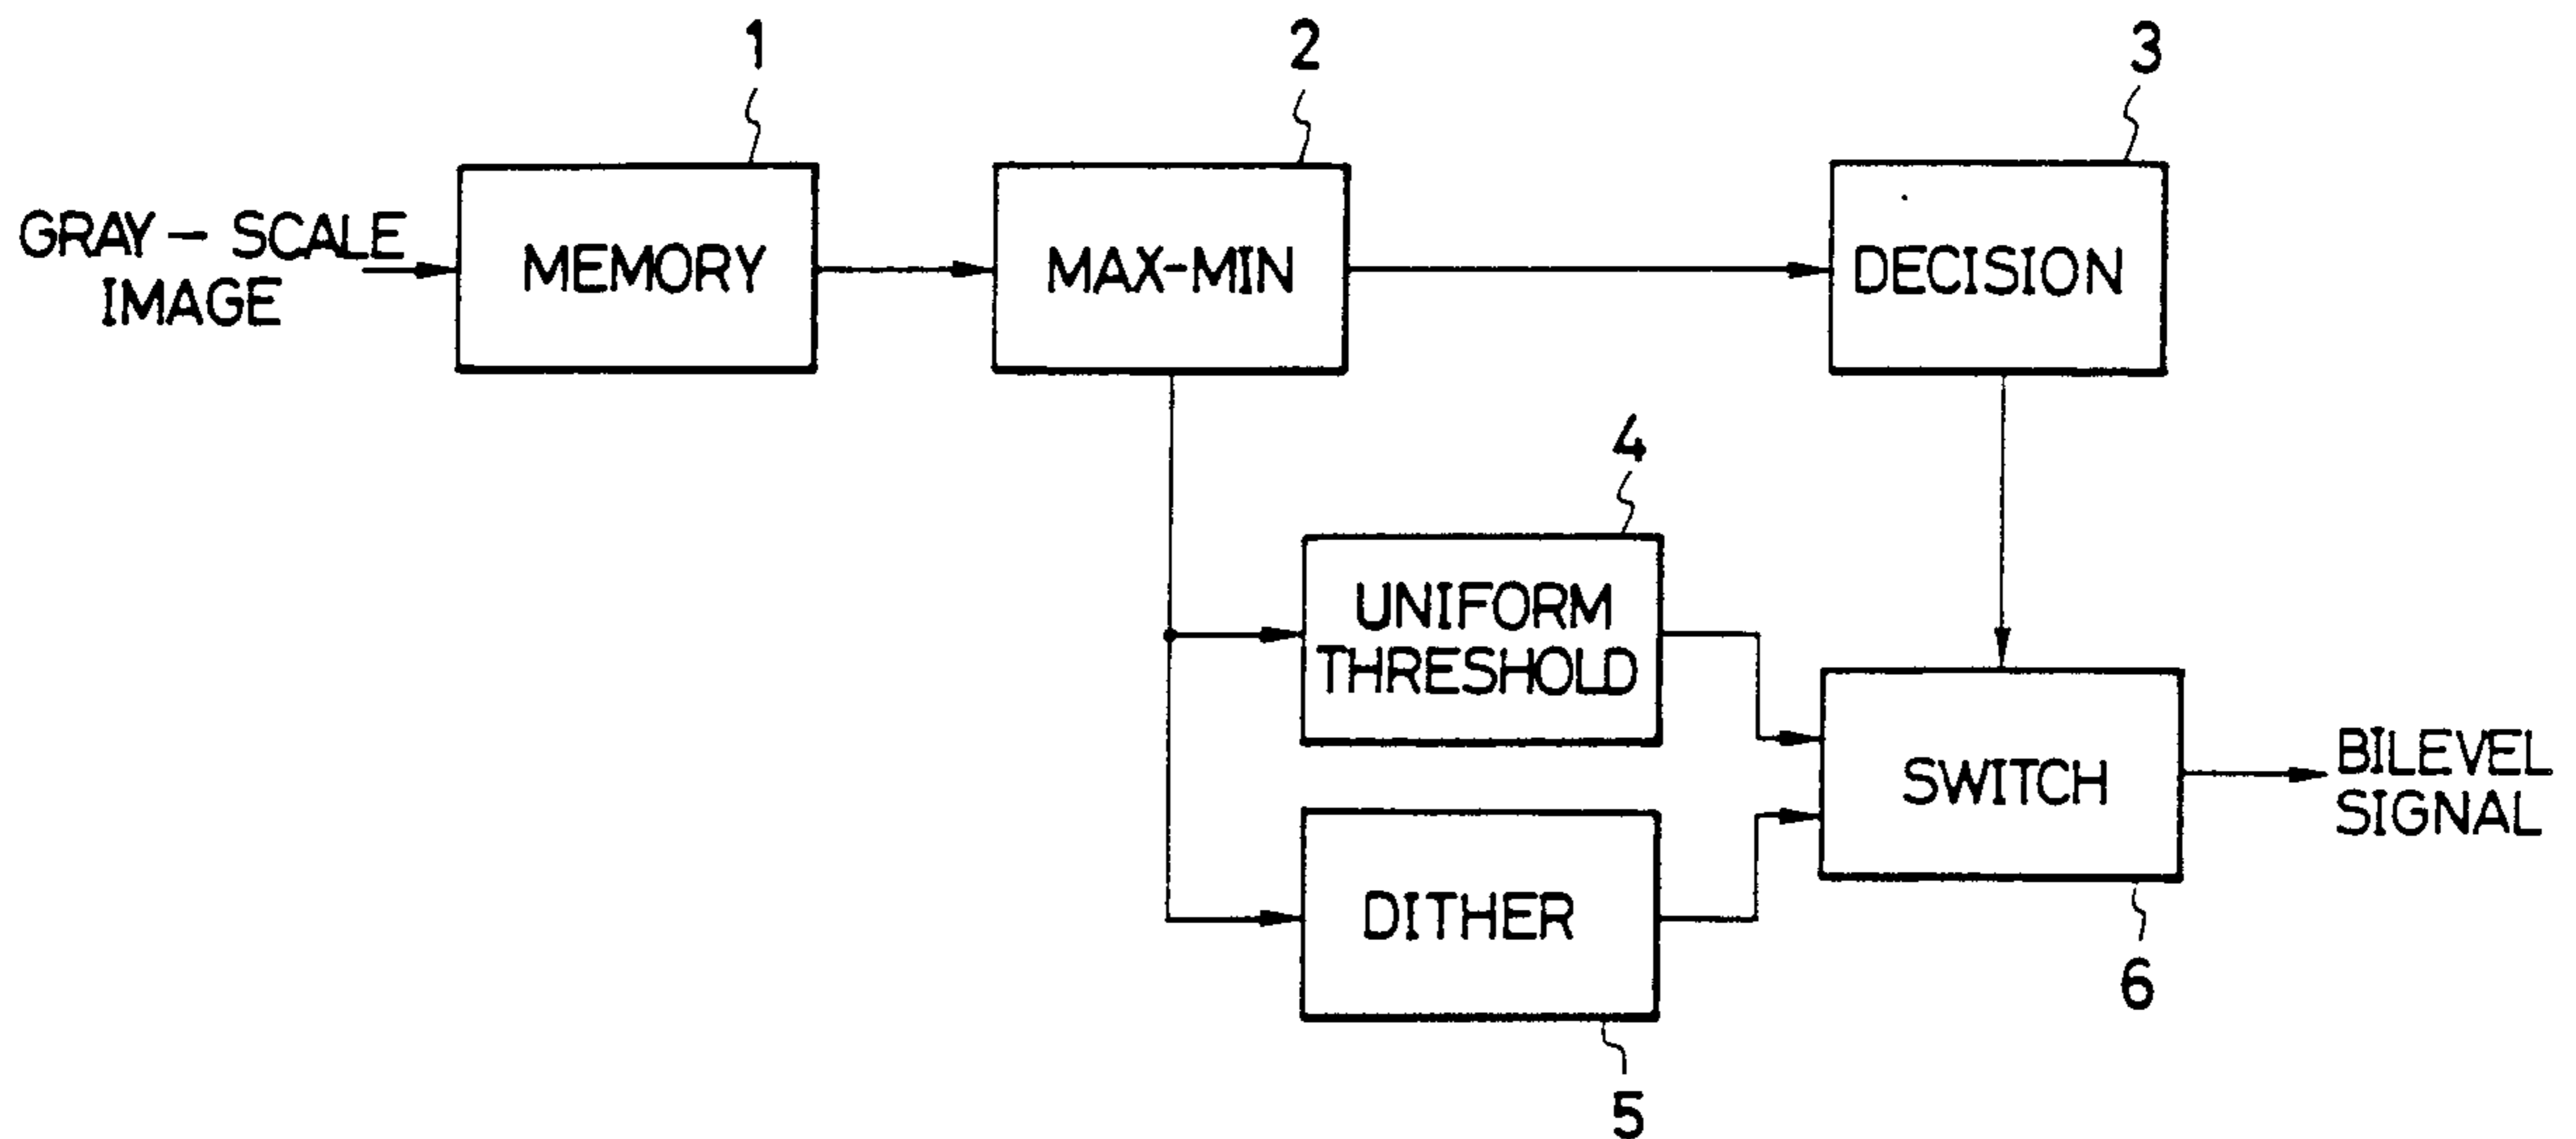 1
2
3
GRAY - SCALE
IMAGE
MEMORY
MAX-MIN
DECISION
4
UNIFORM
THRESHOLD
SWITCH
BILEVEL
SIGNAL
DITHER
5
6